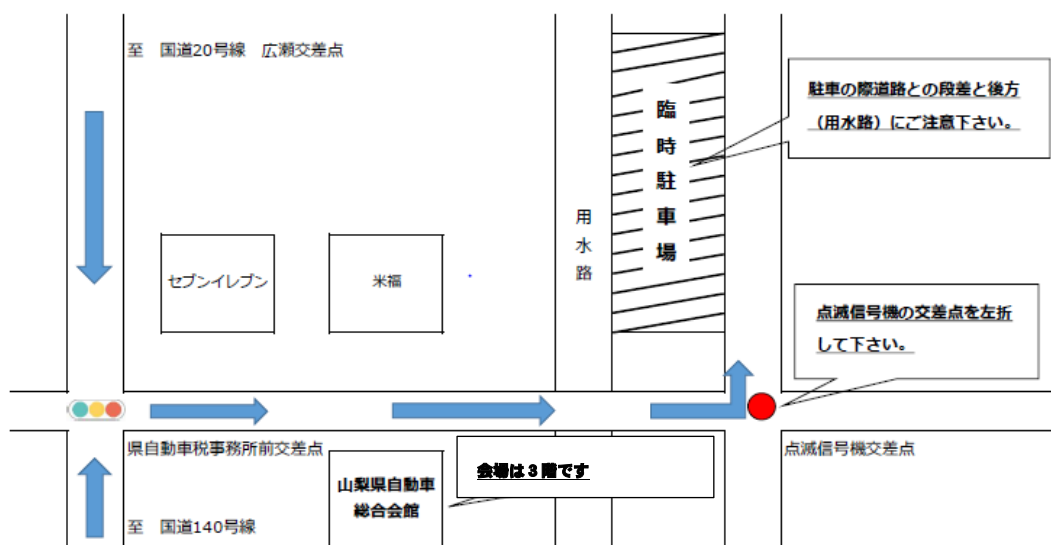 至　国道20号線　広瀬交差点
駐車の際道路との段差と後方
（用水路）にご注意下さい。
臨時駐車場
用水路
セブンイレブン
米福
点滅信号機の交差点を左折
して下さい。
県自動車税事務所前交差点
点滅信号機交差点
会場は３階です
山梨県自動車
総合会館
至　国道140号線